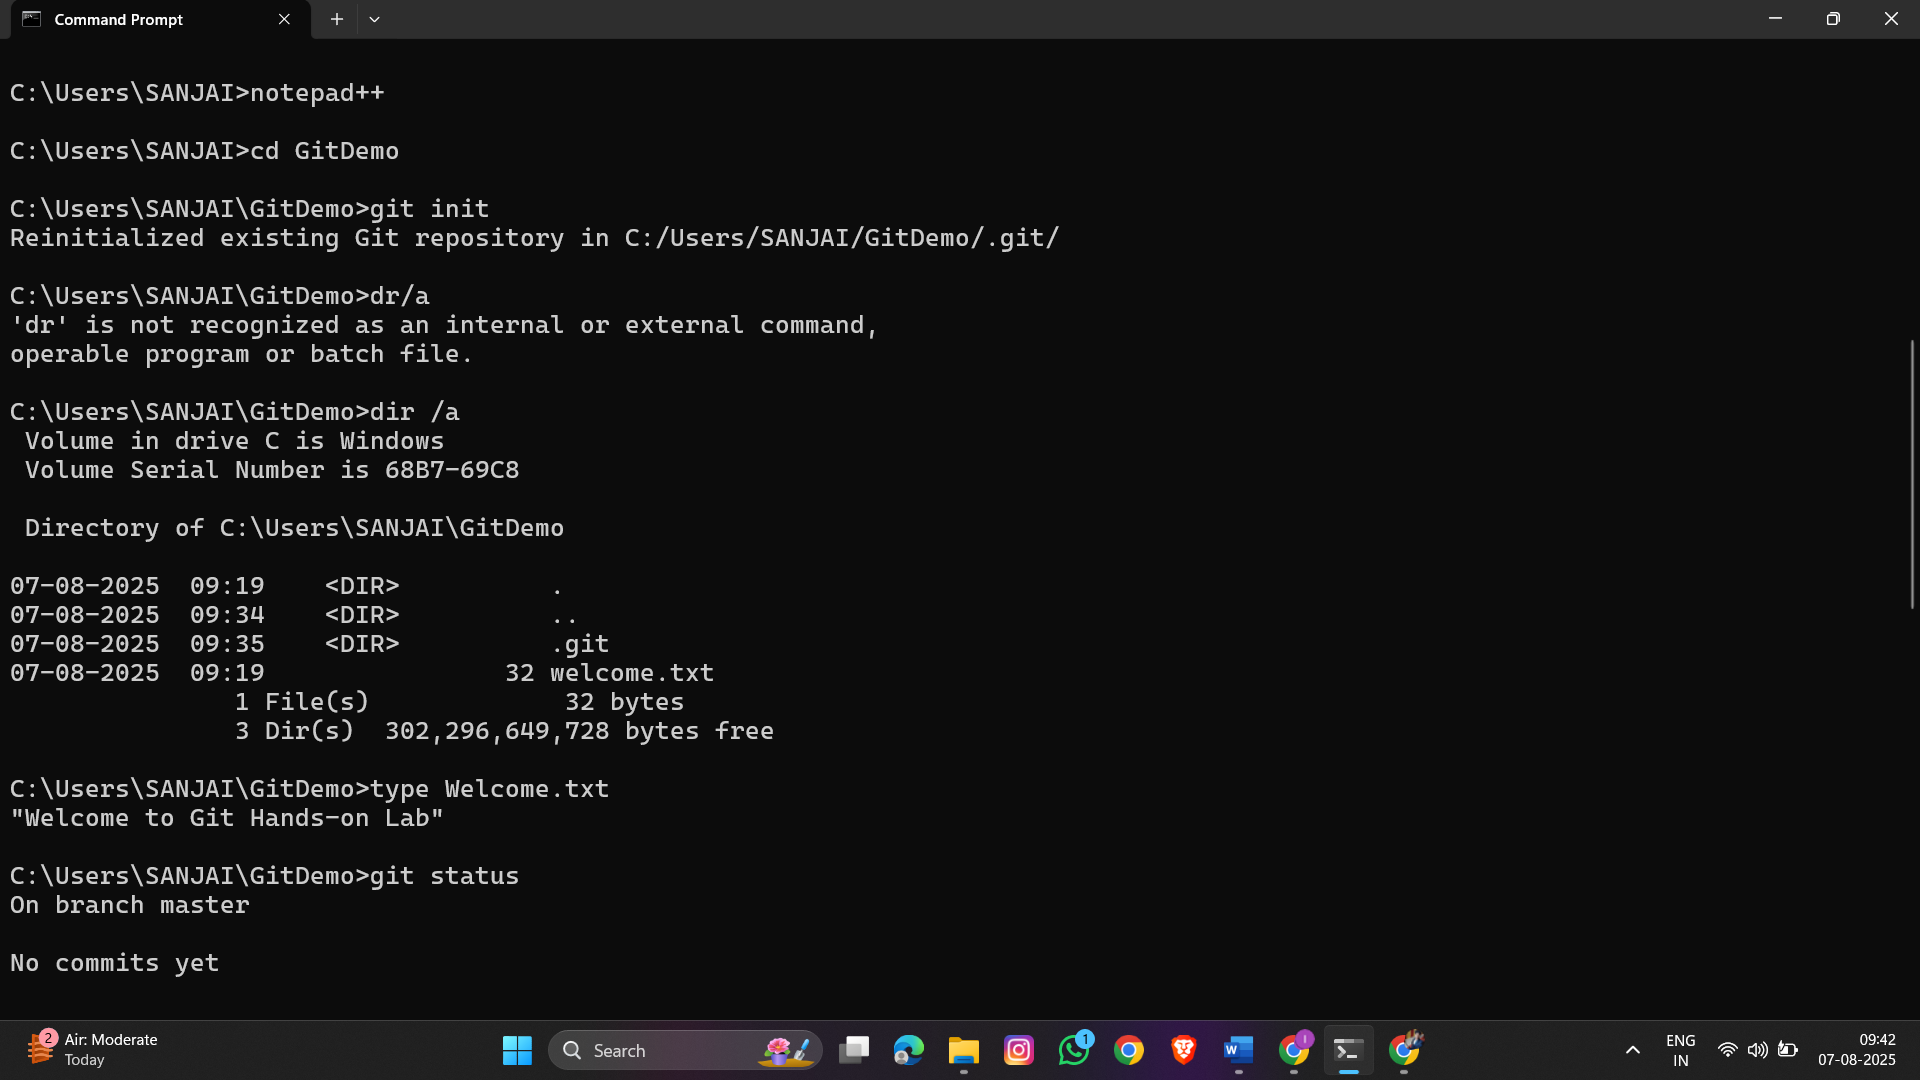 Command Prompt
C:\Users\SANJAI>notepad++
C:\Users\SANJAI>cd GitDemo
C:\Users\SANJAI\GitDemo>git init
Reinitialized existing Git repository in C:/Users/SANJAI/GitDemo/.git/
C:\Users\SANJAI\GitDemo>dr/a
'dr' is not recognized as an internal or external command,
operable program or batch file.
C:\Users\SANJAI\GitDemo>dir /a
Volume in drive C is Windows
Volume Serial Number is 68B7-69C8
Directory of C:\Users\SANJAI\GitDemo
07-08-2025  09:19    <DIR>          .
07-08-2025  09:34    <DIR>          ..
07-08-2025  09:35    <DIR>          .git
07-08-2025  09:19                32 welcome.txt
1 File(s)             32 bytes
3 Dir(s)  302,296,649,728 bytes free
C:\Users\SANJAI\GitDemo>type Welcome.txt
"Welcome to Git Hands-on Lab"
C:\Users\SANJAI\GitDemo>git status
On branch master
No commits yet
2
Air: Moderate
Today
Search
1
W
I
ENG
IN
09:42
07-08-2025